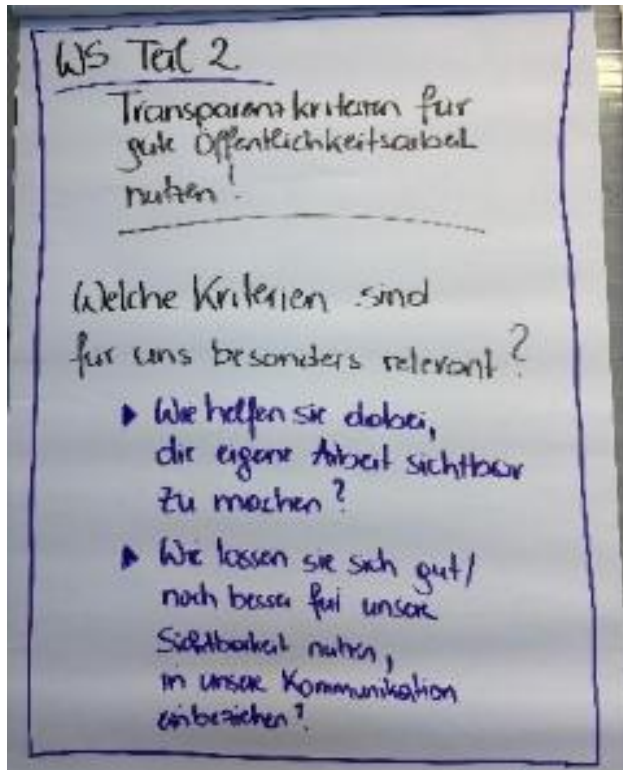 WS Teil 2
Transparenzkriterien für
gute Öffentlichkeitsarbeit
nutzen!
Welche Kriterien sind
für uns besonders relevant?
▶ Wie helfen sie dabei,
die eigene Arbeit sichtbar
zu machen?
▶ Wie lassen sie sich gut/
noch besser für unsere
Sichtbarkeit nutzen,
in unsere Kommunikation
einbeziehen?